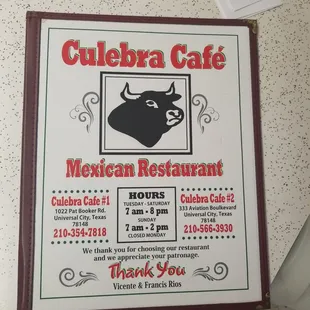 Culebra Café
Mexican Restaurant
Culebra Cafe #1
1022 Pat Booker Rd.
Universal City, Texas
78148
210-354-7818
HOURS
TUESDAY - SATURDAY
7 am - 8 pm
SUNDAY
7 am - 2 pm
CLOSED MONDAY
Culebra Cafe #2
333 Aviation Boulkevard
Universal City, Texas
78148
210-566-3930
We thank you for choosing our restaurant
and we appreciate your patronage.
Thank You
Vicente & Francis Rios